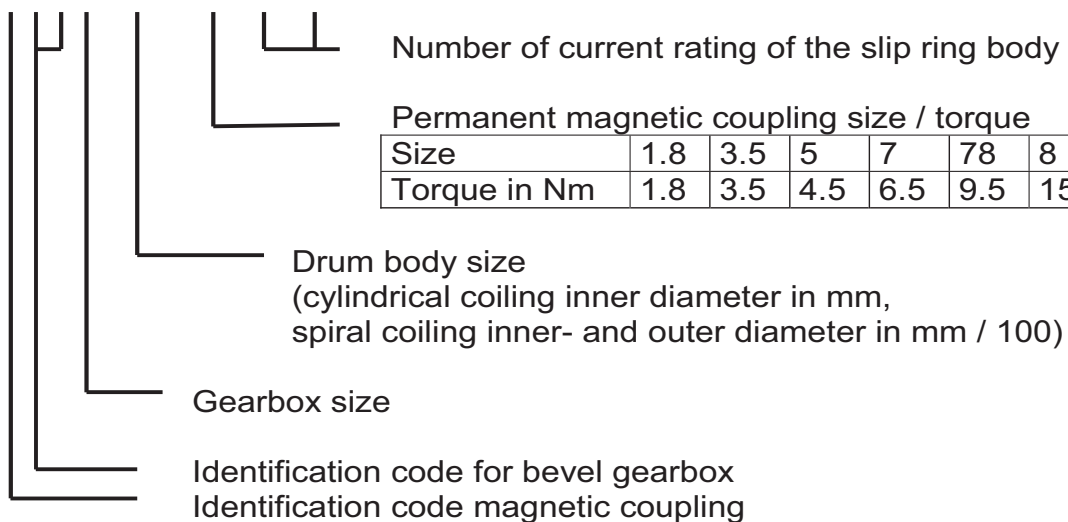 Number of current rating of the slip ring body
Permanent magnetic coupling size / torque
Size 1.8 3.5 5 7 78 8
Torque in Nm 1.8 3.5 4.5 6.5 9.5 15
Drum body size
(cylindrical coiling inner diameter in mm,
spiral coiling inner- and outer diameter in mm / 100)
Gearbox size
Identification code for bevel gearbox
Identification code magnetic coupling